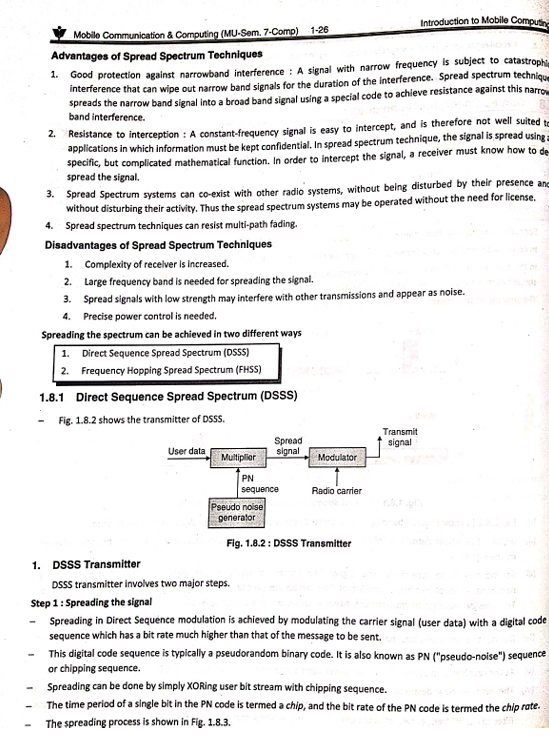 Mobile Communication & Computing (MU-Sem. 7-Comp) 1-26 Introduction to Mobile Computing
Advantages of Spread Spectrum Techniques
1. Good protection against narrowband interference : A signal with narrow frequency is subject to catastrophic
interference that can wipe out narrow band signals for the duration of the interference. Spread spectrum technique
spreads the narrow band signal into a broad band signal using a special code to achieve resistance against this narrow
band interference.
2. Resistance to interception : A constant-frequency signal is easy to intercept, and is therefore not well suited to
applications in which information must be kept confidential. In spread spectrum technique, the signal is spread using a
specific, but complicated mathematical function. In order to intercept the signal, a receiver must know how to de
spread the signal.
3. Spread Spectrum systems can co-exist with other radio systems, without being disturbed by their presence and
without disturbing their activity. Thus the spread spectrum systems may be operated without the need for license.
4. Spread spectrum techniques can resist multi-path fading.
Disadvantages of Spread Spectrum Techniques
1. Complexity of receiver is increased.
2. Large frequency band is needed for spreading the signal.
3. Spread signals with low strength may interfere with other transmissions and appear as noise.
4. Precise power control is needed.
Spreading the spectrum can be achieved in two different ways
1. Direct Sequence Spread Spectrum (DSSS)
2. Frequency Hopping Spread Spectrum (FHSS)
1.8.1 Direct Sequence Spread Spectrum (DSSS)
– Fig. 1.8.2 shows the transmitter of DSSS.
User data
Multiplier
Spread
signal
Modulator
Transmit
signal
PN
sequence
Radio carrier
Pseudo noise
generator
Fig. 1.8.2 : DSSS Transmitter
1. DSSS Transmitter
DSSS transmitter involves two major steps.
Step 1 : Spreading the signal
– Spreading in Direct Sequence modulation is achieved by modulating the carrier signal (user data) with a digital code
sequence which has a bit rate much higher than that of the message to be sent.
– This digital code sequence is typically a pseudorandom binary code. It is also known as PN ("pseudo-noise") sequence
or chipping sequence.
– Spreading can be done by simply XORing user bit stream with chipping sequence.
– The time period of a single bit in the PN code is termed a chip, and the bit rate of the PN code is termed the chip rate.
– The spreading process is shown in Fig. 1.8.3.